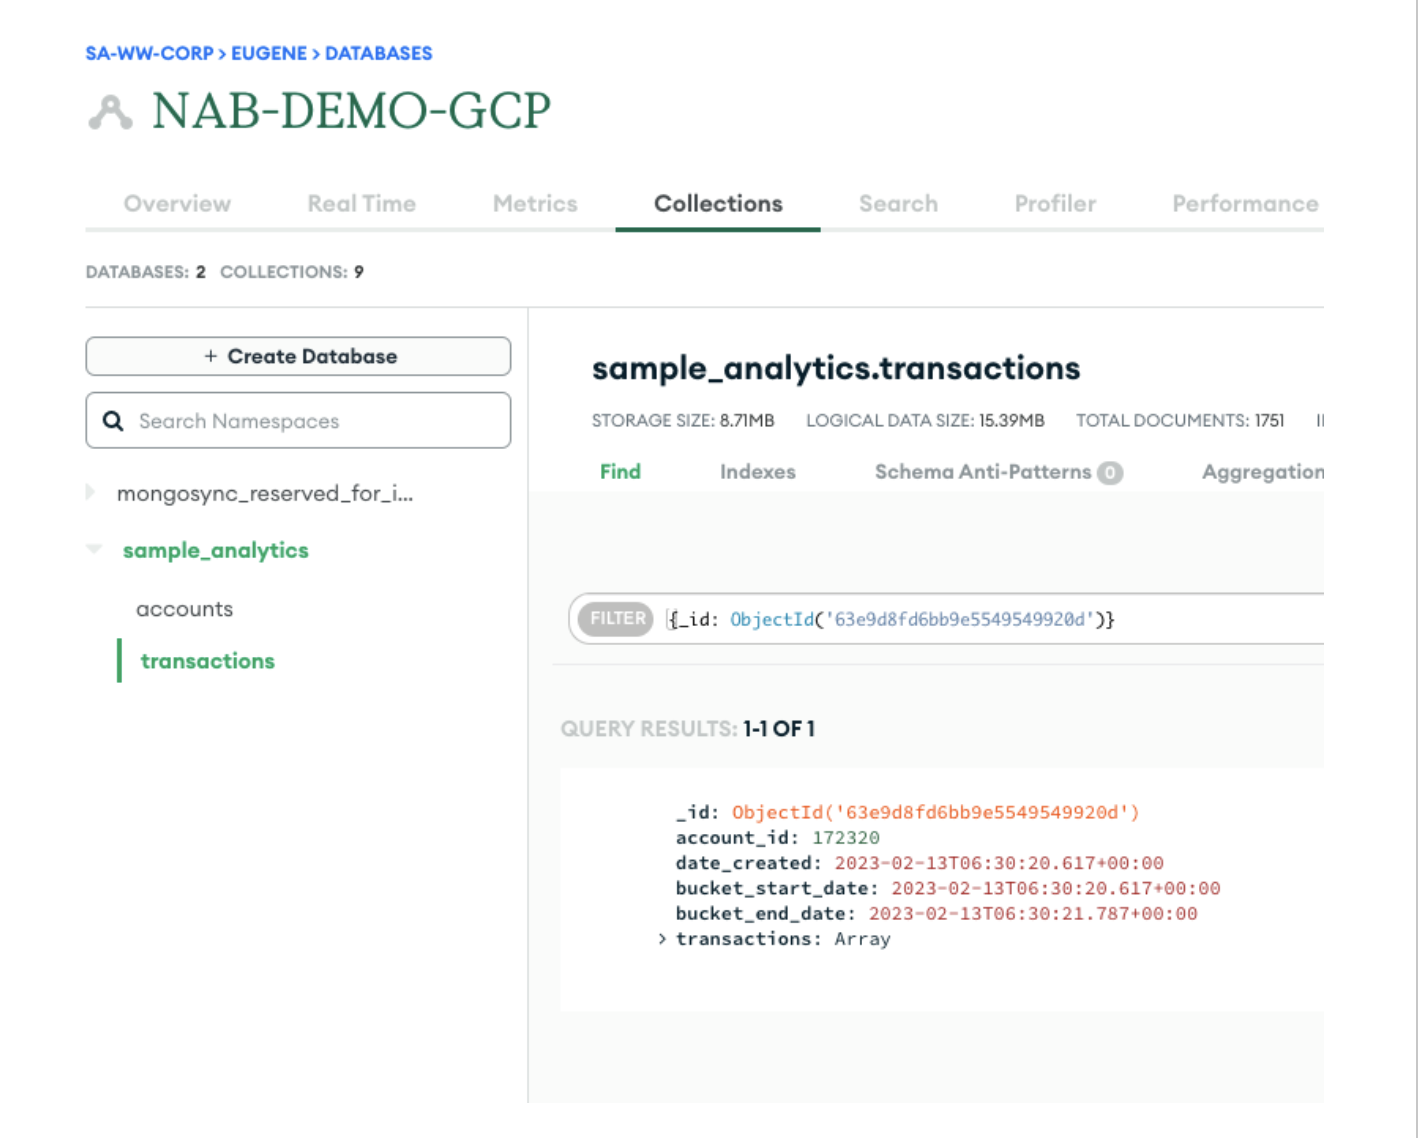 SA-WW-CORP > EUGENE > DATABASES
NAB-DEMO-GCP
Overview Real Time Metrics Collections Search Profiler Performance
DATABASES: 2 COLLECTIONS: 9
+ Create Database
Search Namespaces
mongosync_reserved_for_i...
sample_analytics
accounts
transactions
sample_analytics.transactions
STORAGE SIZE: 8.71MB LOGICAL DATA SIZE: 15.39MB TOTAL DOCUMENTS: 1751
Find Indexes Schema Anti-Patterns 0 Aggregation
FILTER {_id: ObjectId('63e9d8fd6bb9e5549549920d')}
QUERY RESULTS: 1-1 OF 1
_id: ObjectId('63e9d8fd6bb9e5549549920d')
account_id: 172320
date_created: 2023-02-13T06:30:20.617+00:00
bucket_start_date: 2023-02-13T06:30:20.617+00:00
bucket_end_date: 2023-02-13T06:30:21.787+00:00
> transactions: Array